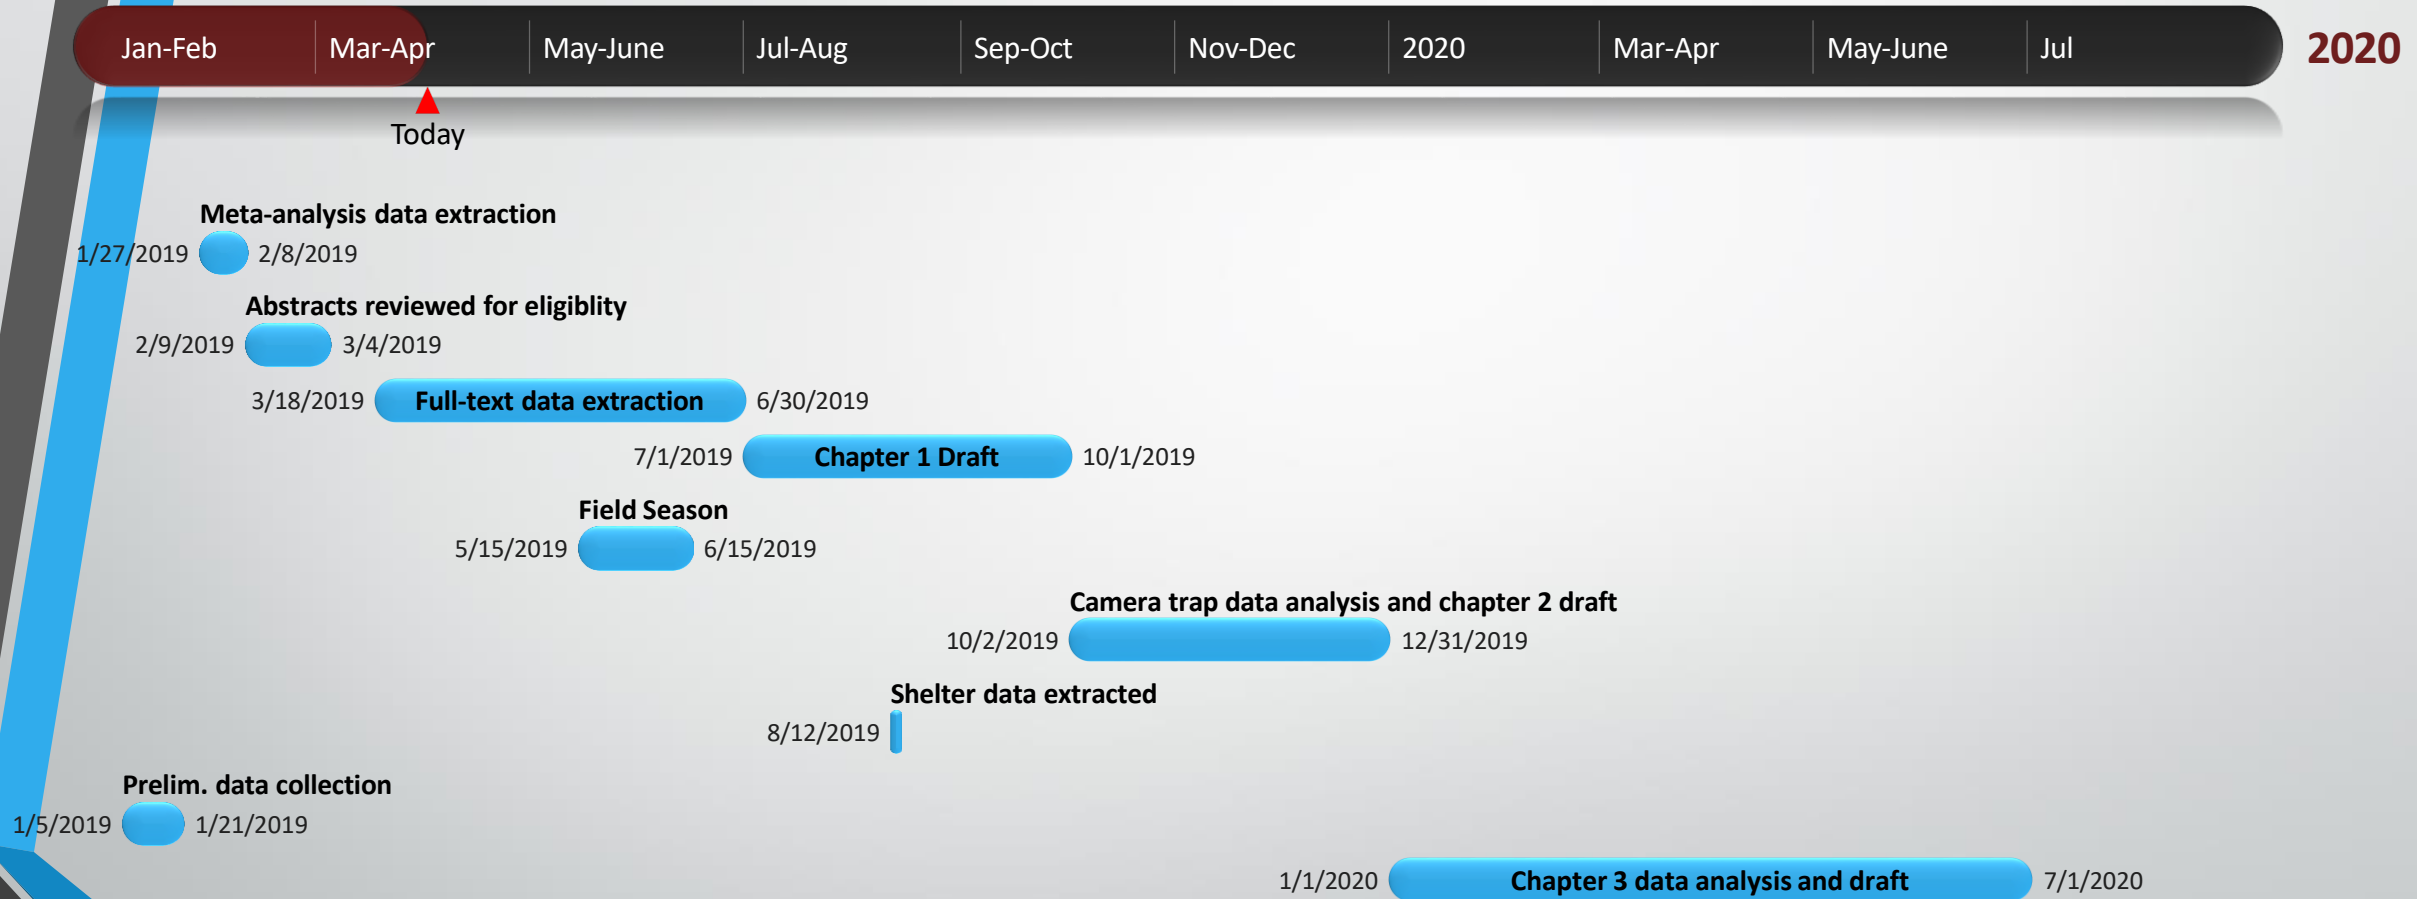 Jan-Feb Mar-Apr May-June Jul-Aug Sep-Oct Nov-Dec 2020 Mar-Apr May-June Jul 2020
Today
Meta-analysis data extraction
1/27/2019 2/8/2019
Abstracts reviewed for eligiblity
2/9/2019 3/4/2019
3/18/2019 Full-text data extraction 6/30/2019
7/1/2019 Chapter 1 Draft 10/1/2019
Field Season
5/15/2019 6/15/2019
Camera trap data analysis and chapter 2 draft
10/2/2019 12/31/2019
Shelter data extracted
8/12/2019
Prelim. data collection
1/5/2019 1/21/2019
1/1/2020 Chapter 3 data analysis and draft 7/1/2020